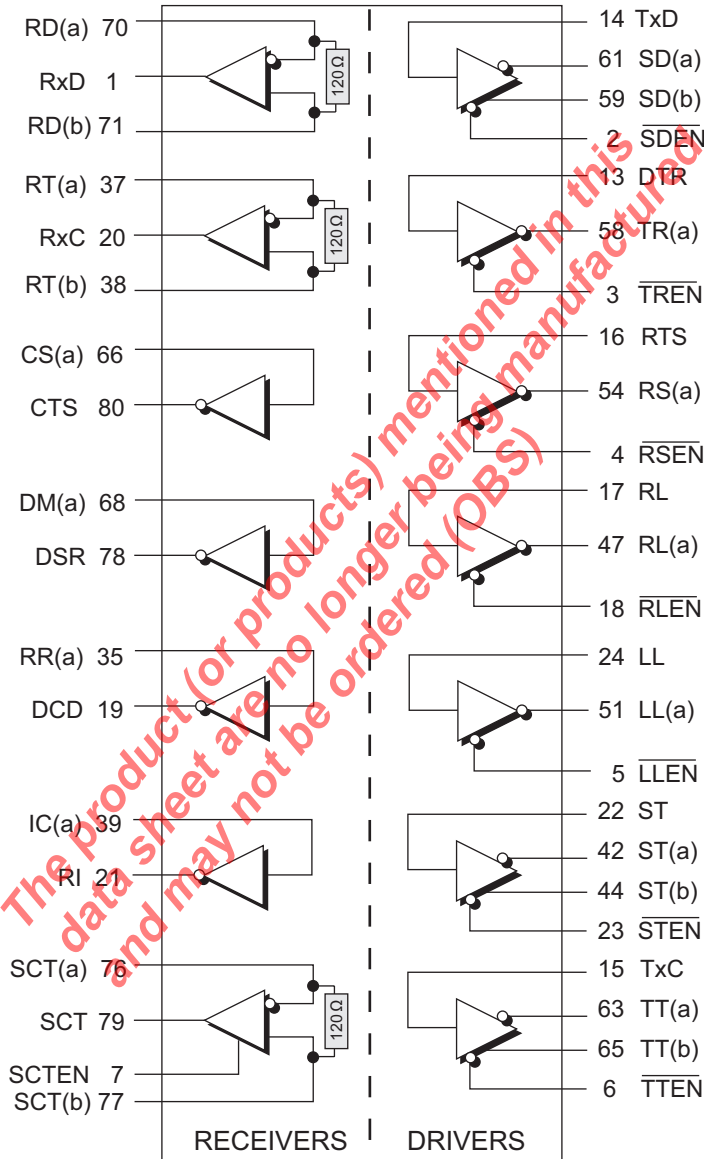 RD(a) 70
RxD 1
RD(b) 71
120 Ω
RT(a) 37
RxC 20
RT(b) 38
120 Ω
CS(a) 66
CTS 80
DM(a) 68
DSR 78
RR(a) 35
DCD 19
IC(a) 39
RI 21
SCT(a) 76
SCT 79
SCTEN 7
SCT(b) 77
120 Ω
RECEIVERS
14 TxD
61 SD(a)
59 SD(b)
2 SDEN
13 DTR
58 TR(a)
3 TREN
16 RTS
54 RS(a)
4 RSEN
17 RL
47 RL(a)
18 RLEN
24 LL
51 LL(a)
5 LLEN
22 ST
42 ST(a)
44 ST(b)
23 STEN
15 TxC
63 TT(a)
65 TT(b)
6 TTEN
DRIVERS
The product (or products) mentioned in this
data sheet are no longer being manufactured
and may not be ordered (OBS)